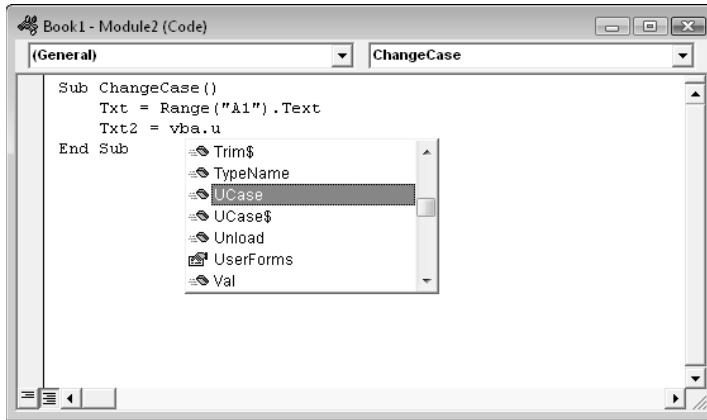 Book1 - Module2 (Code)
(General) ChangeCase
Sub ChangeCase()
Txt = Range("A1").Text
Txt2 = vba.u
End Sub
Trim$
TypeName
UCase
UCase$
Unload
UserForms
Val